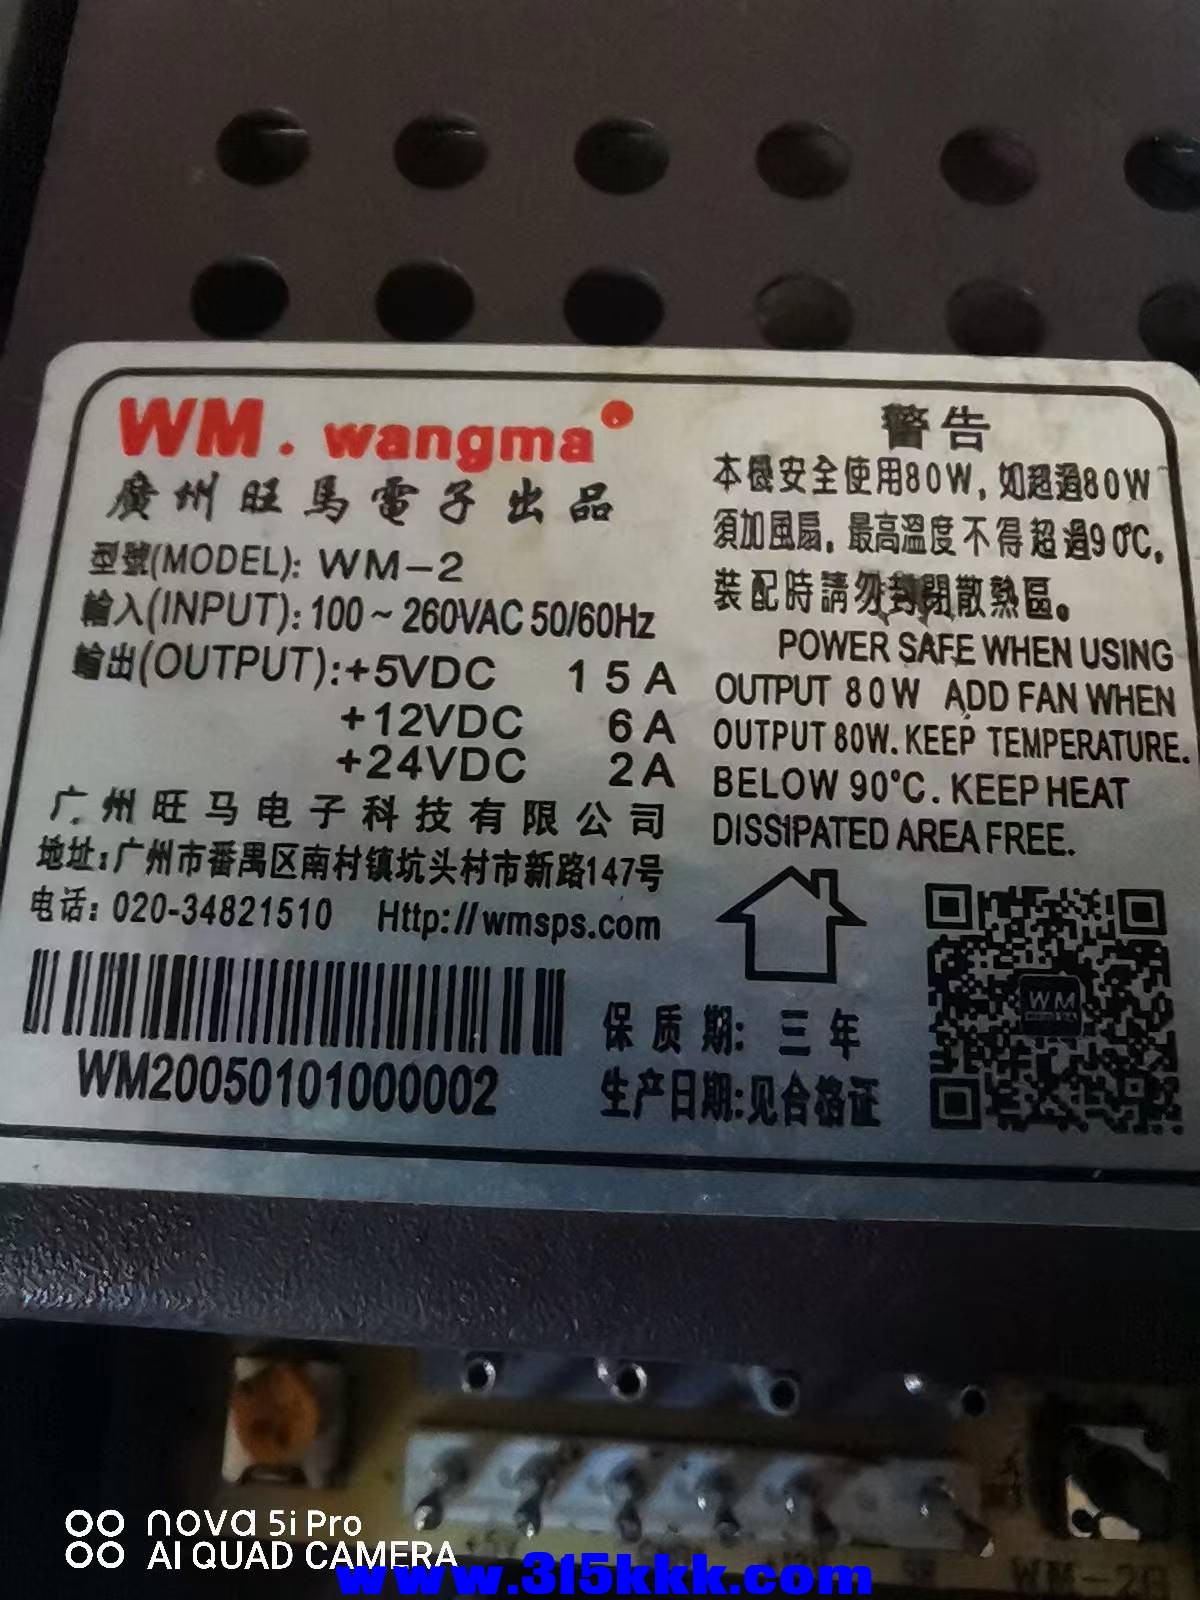 WM. wangma
廣州旺馬電子出品
型號(MODEL): WM-2
輸入(INPUT): 100~260VAC 50/60Hz
輸出(OUTPUT):+5VDC 15A
+12VDC 6A
+24VDC 2A
广州旺马电子科技有限公司
地址:广州市番禺区南村镇坑头村市新路147号
电话: 020-34821510 Http://wmsps.com
WM20050101000002
警告
本機安全使用80W, 如超過80W
須加風扇, 最高溫度不得超過90℃,
裝配時請勿封閉散熱區。
POWER SAFE WHEN USING
OUTPUT 80W ADD FAN WHEN
OUTPUT 80W. KEEP TEMPERATURE.
BELOW 90°C. KEEP HEAT
DISSIPATED AREA FREE.
WM
保质期: 三年
生产日期:见合格证
nova 5i Pro
AI QUAD CAMERA
www.315kkk.com